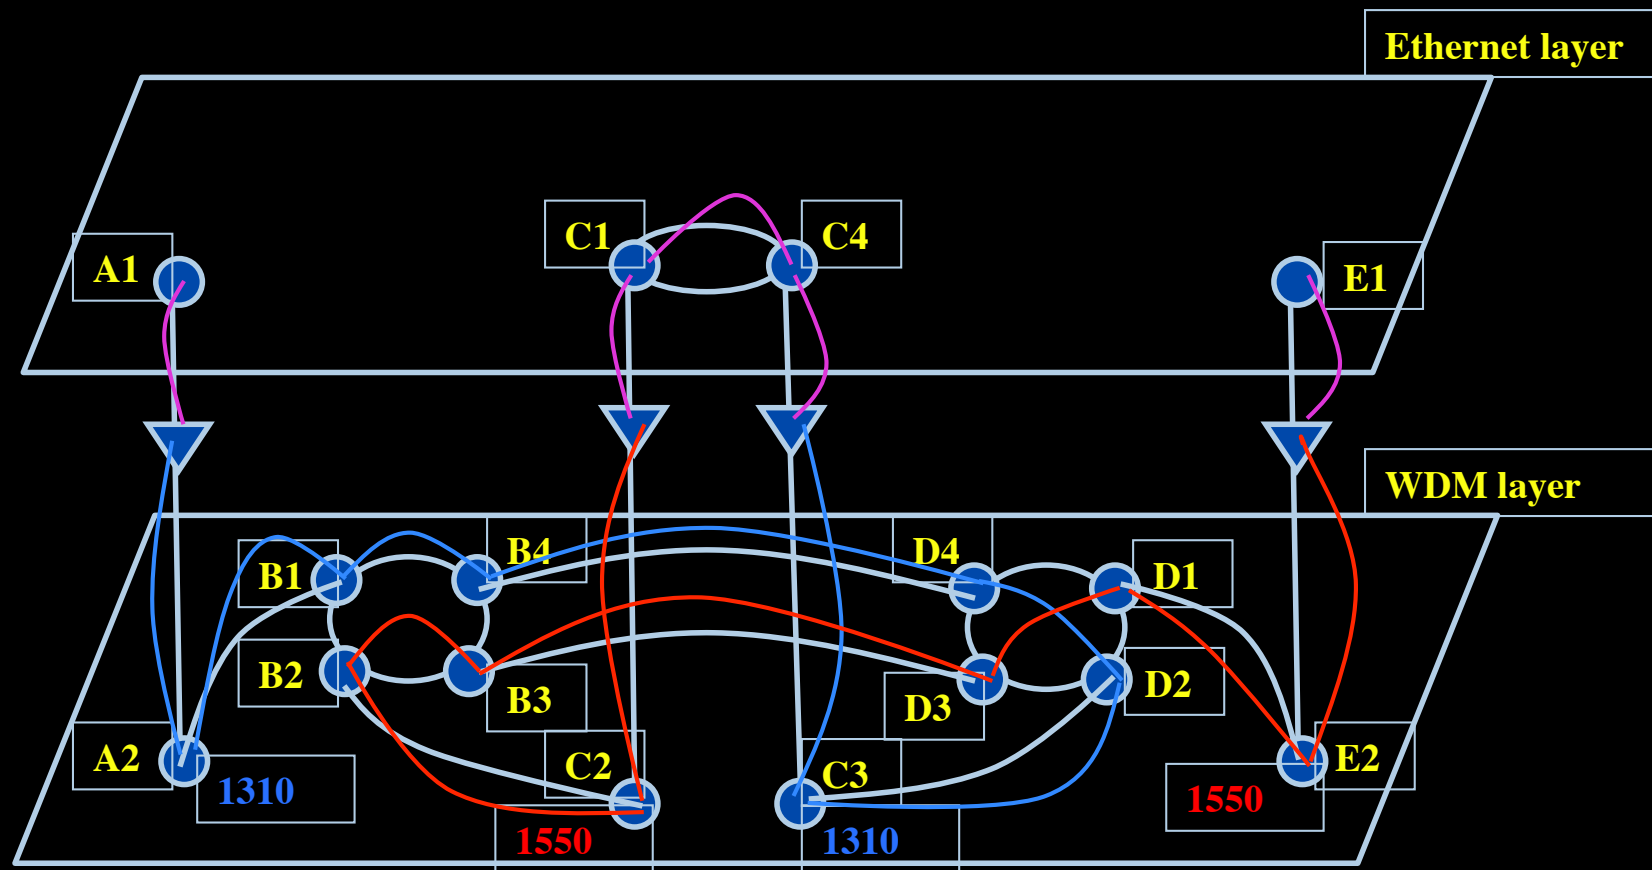 Ethernet layer
C1
C4
A1
E1
WDM layer
B4
D4
B1
D1
B2
B3
D3
D2
A2
C2
C3
E2
1310
1550
1550
1310